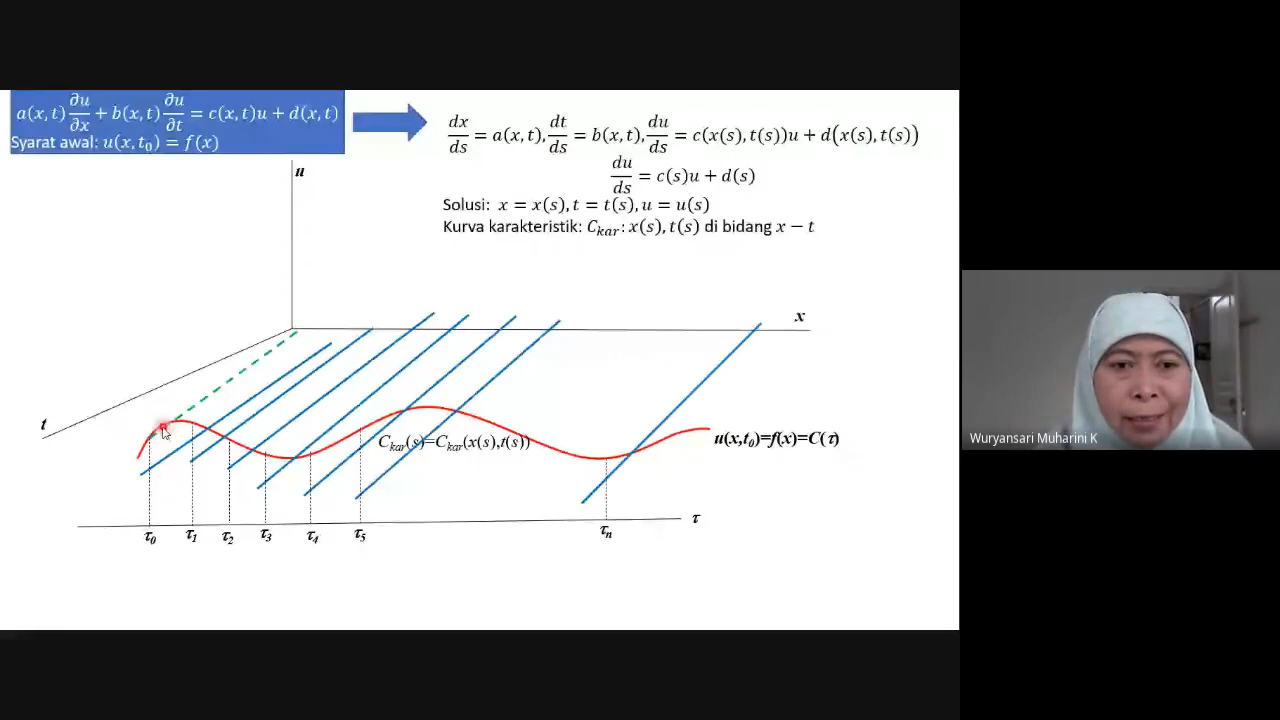 a(x,t) ∂u/∂x + b(x,t) ∂u/∂t = c(x,t)u + d(x,t)
Syarat awal: u(x,t₀) = f(x)
dx/ds = a(x,t), dt/ds = b(x,t), du/ds = c(x(s),t(s))u + d(x(s),t(s))
du/ds = c(s)u + d(s)
Solusi: x = x(s), t = t(s), u = u(s)
Kurva karakteristik: C_kar: x(s), t(s) di bidang x − t
u
x
t
C_kar(s)=C_kar(x(s),t(s))
u(x,t₀)=f(x)=C(τ)
τ
τ₀ τ₁ τ₂ τ₃ τ₄ τ₅ τₙ
Wuryansari Muharini K